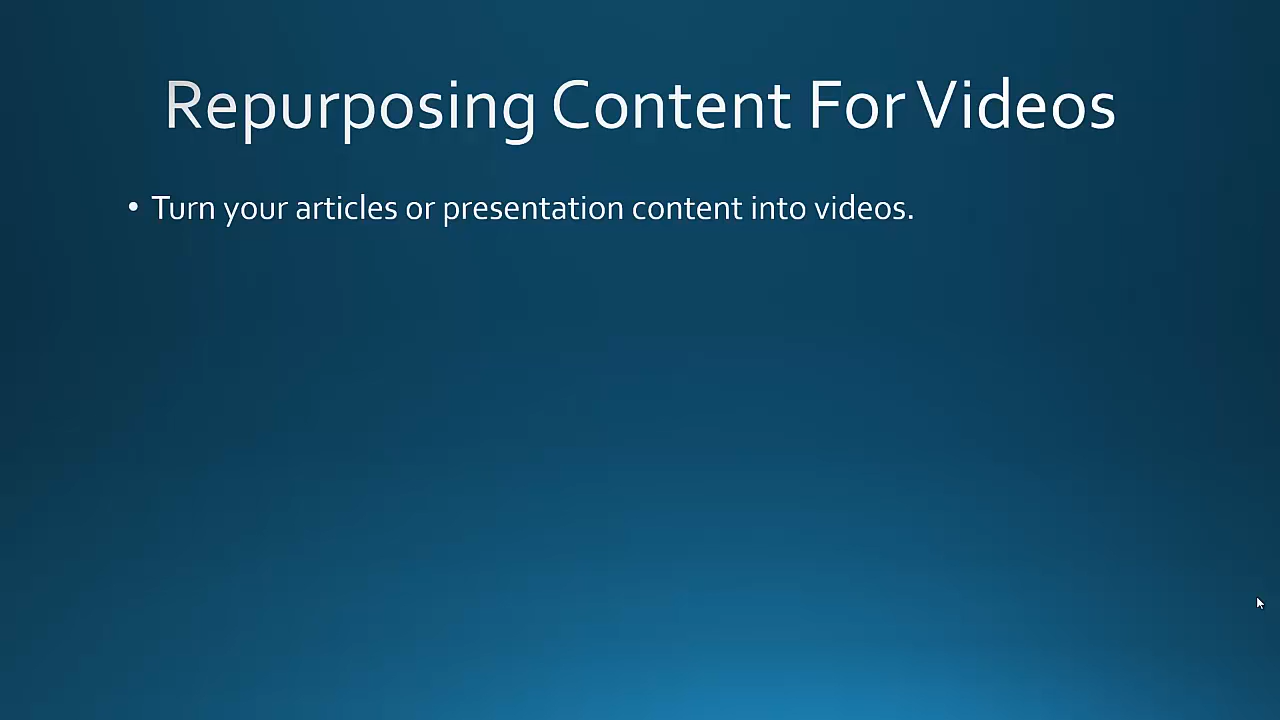 Repurposing Content For Videos
• Turn your articles or presentation content into videos.